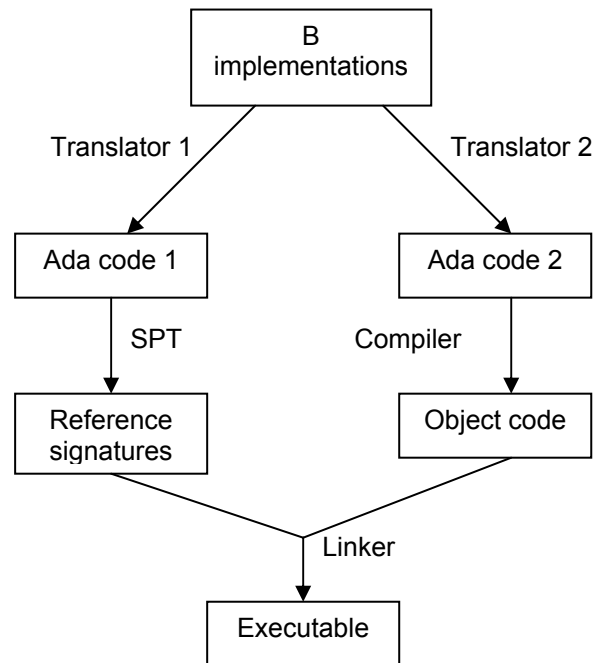 B
implementations
Translator 1
Translator 2
Ada code 1
Ada code 2
SPT
Compiler
Reference
signatures
Object code
Linker
Executable